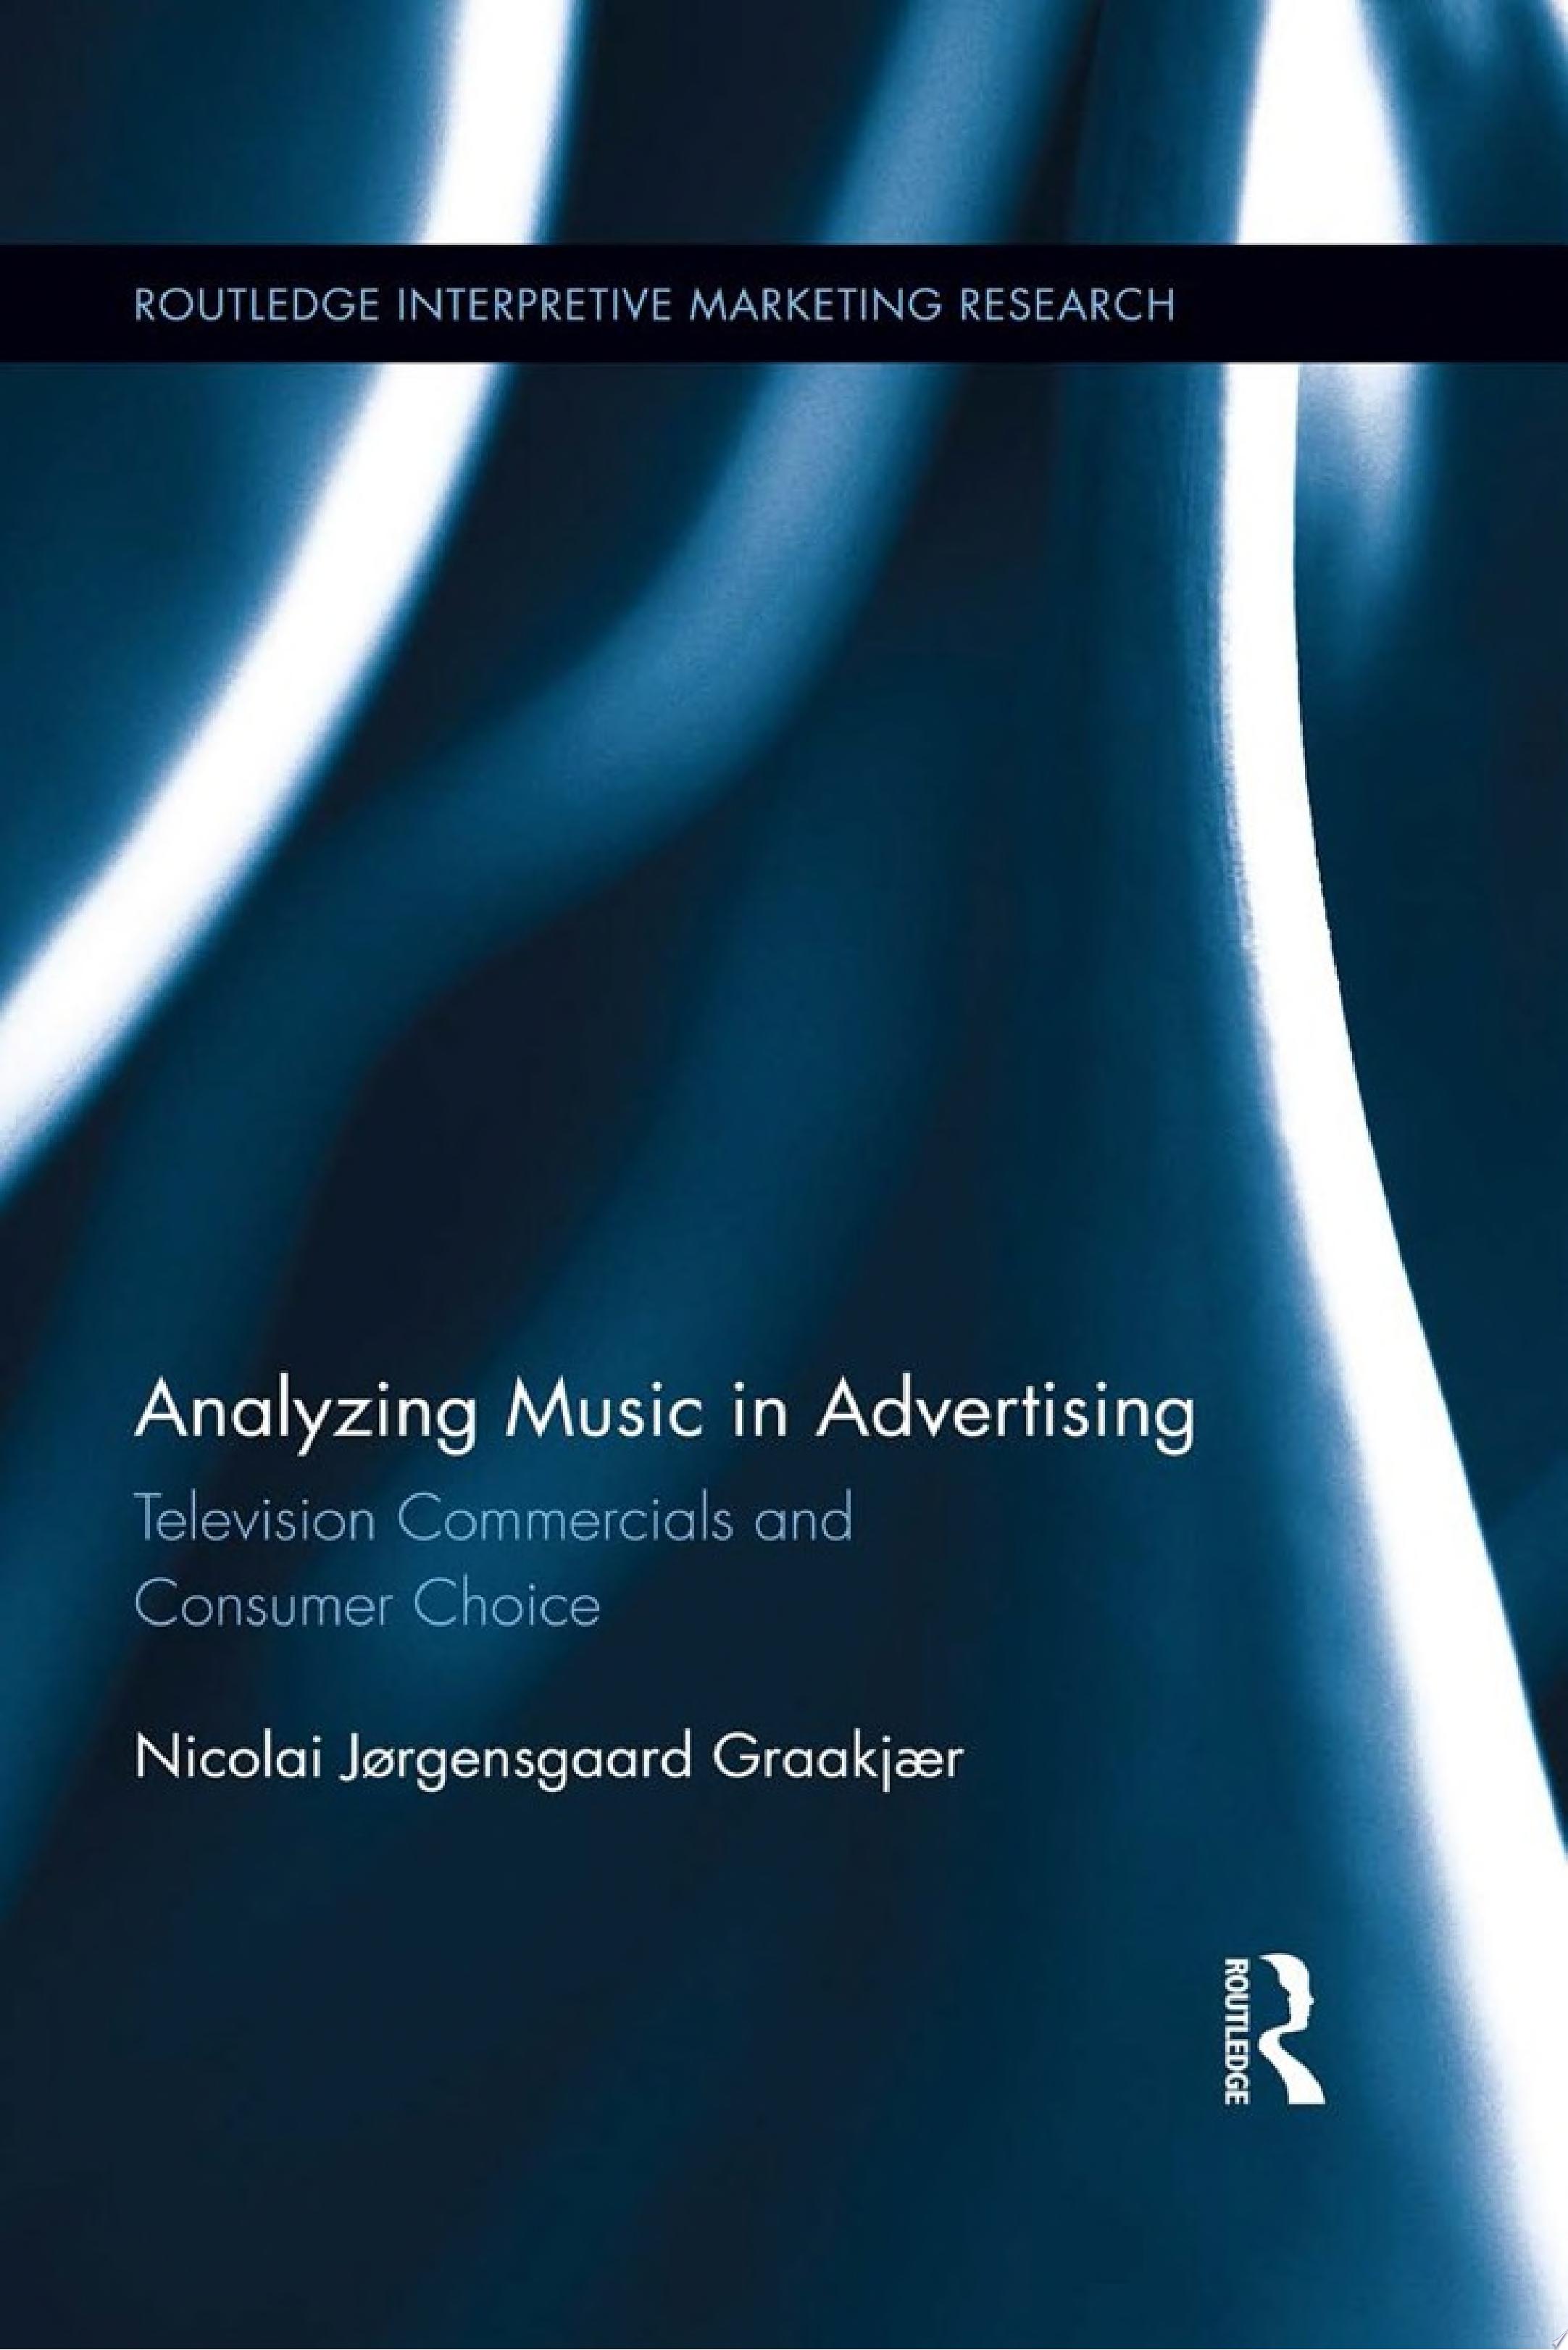 ROUTLEDGE INTERPRETIVE MARKETING RESEARCH
Analyzing Music in Advertising
Television Commercials and
Consumer Choice
Nicolai Jørgensgaard Graakjær
ROUTLEDGE